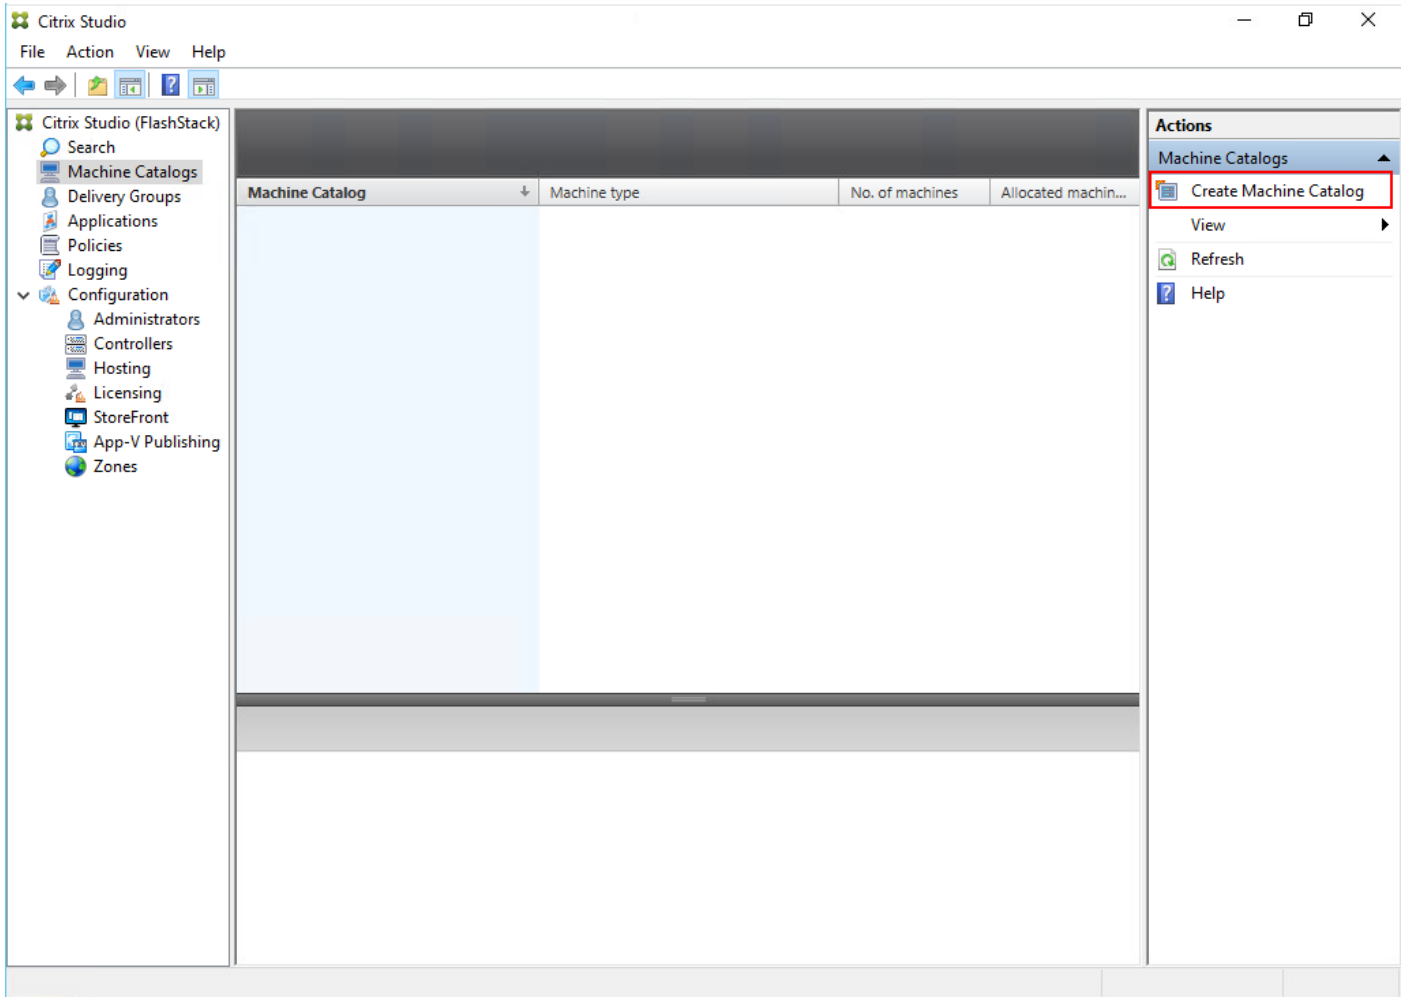 Citrix Studio
File Action View Help
Citrix Studio (FlashStack)
Search
Machine Catalogs
Delivery Groups
Applications
Policies
Logging
Configuration
Administrators
Controllers
Hosting
Licensing
StoreFront
App-V Publishing
Zones
Machine Catalog Machine type No. of machines Allocated machin...
Actions
Machine Catalogs
Create Machine Catalog
View
Refresh
Help